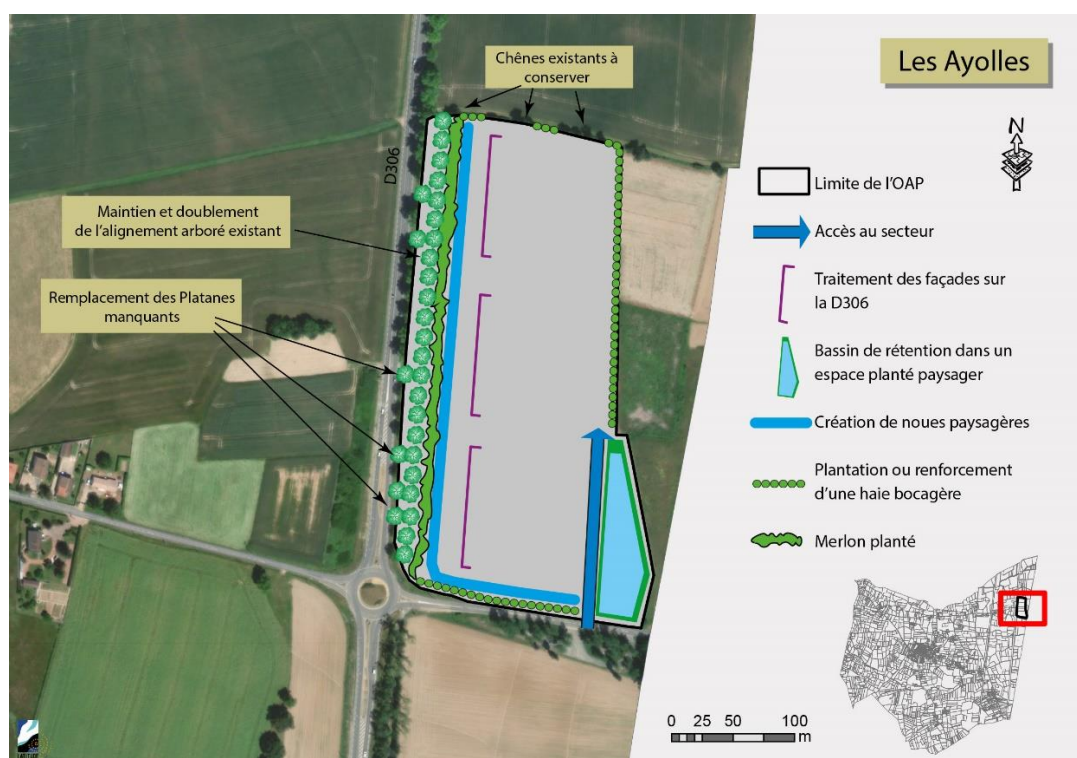 Les Ayolles
Chênes existants à
conserver
D306
Maintien et doublement
de l'alignement arboré existant
Remplacement des Platanes
manquants
N
Limite de l'OAP
Accès au secteur
Traitement des façades sur
la D306
Bassin de rétention dans un
espace planté paysager
Création de noues paysagères
Plantation ou renforcement
d'une haie bocagère
Merlon planté
0 25 50 100
m